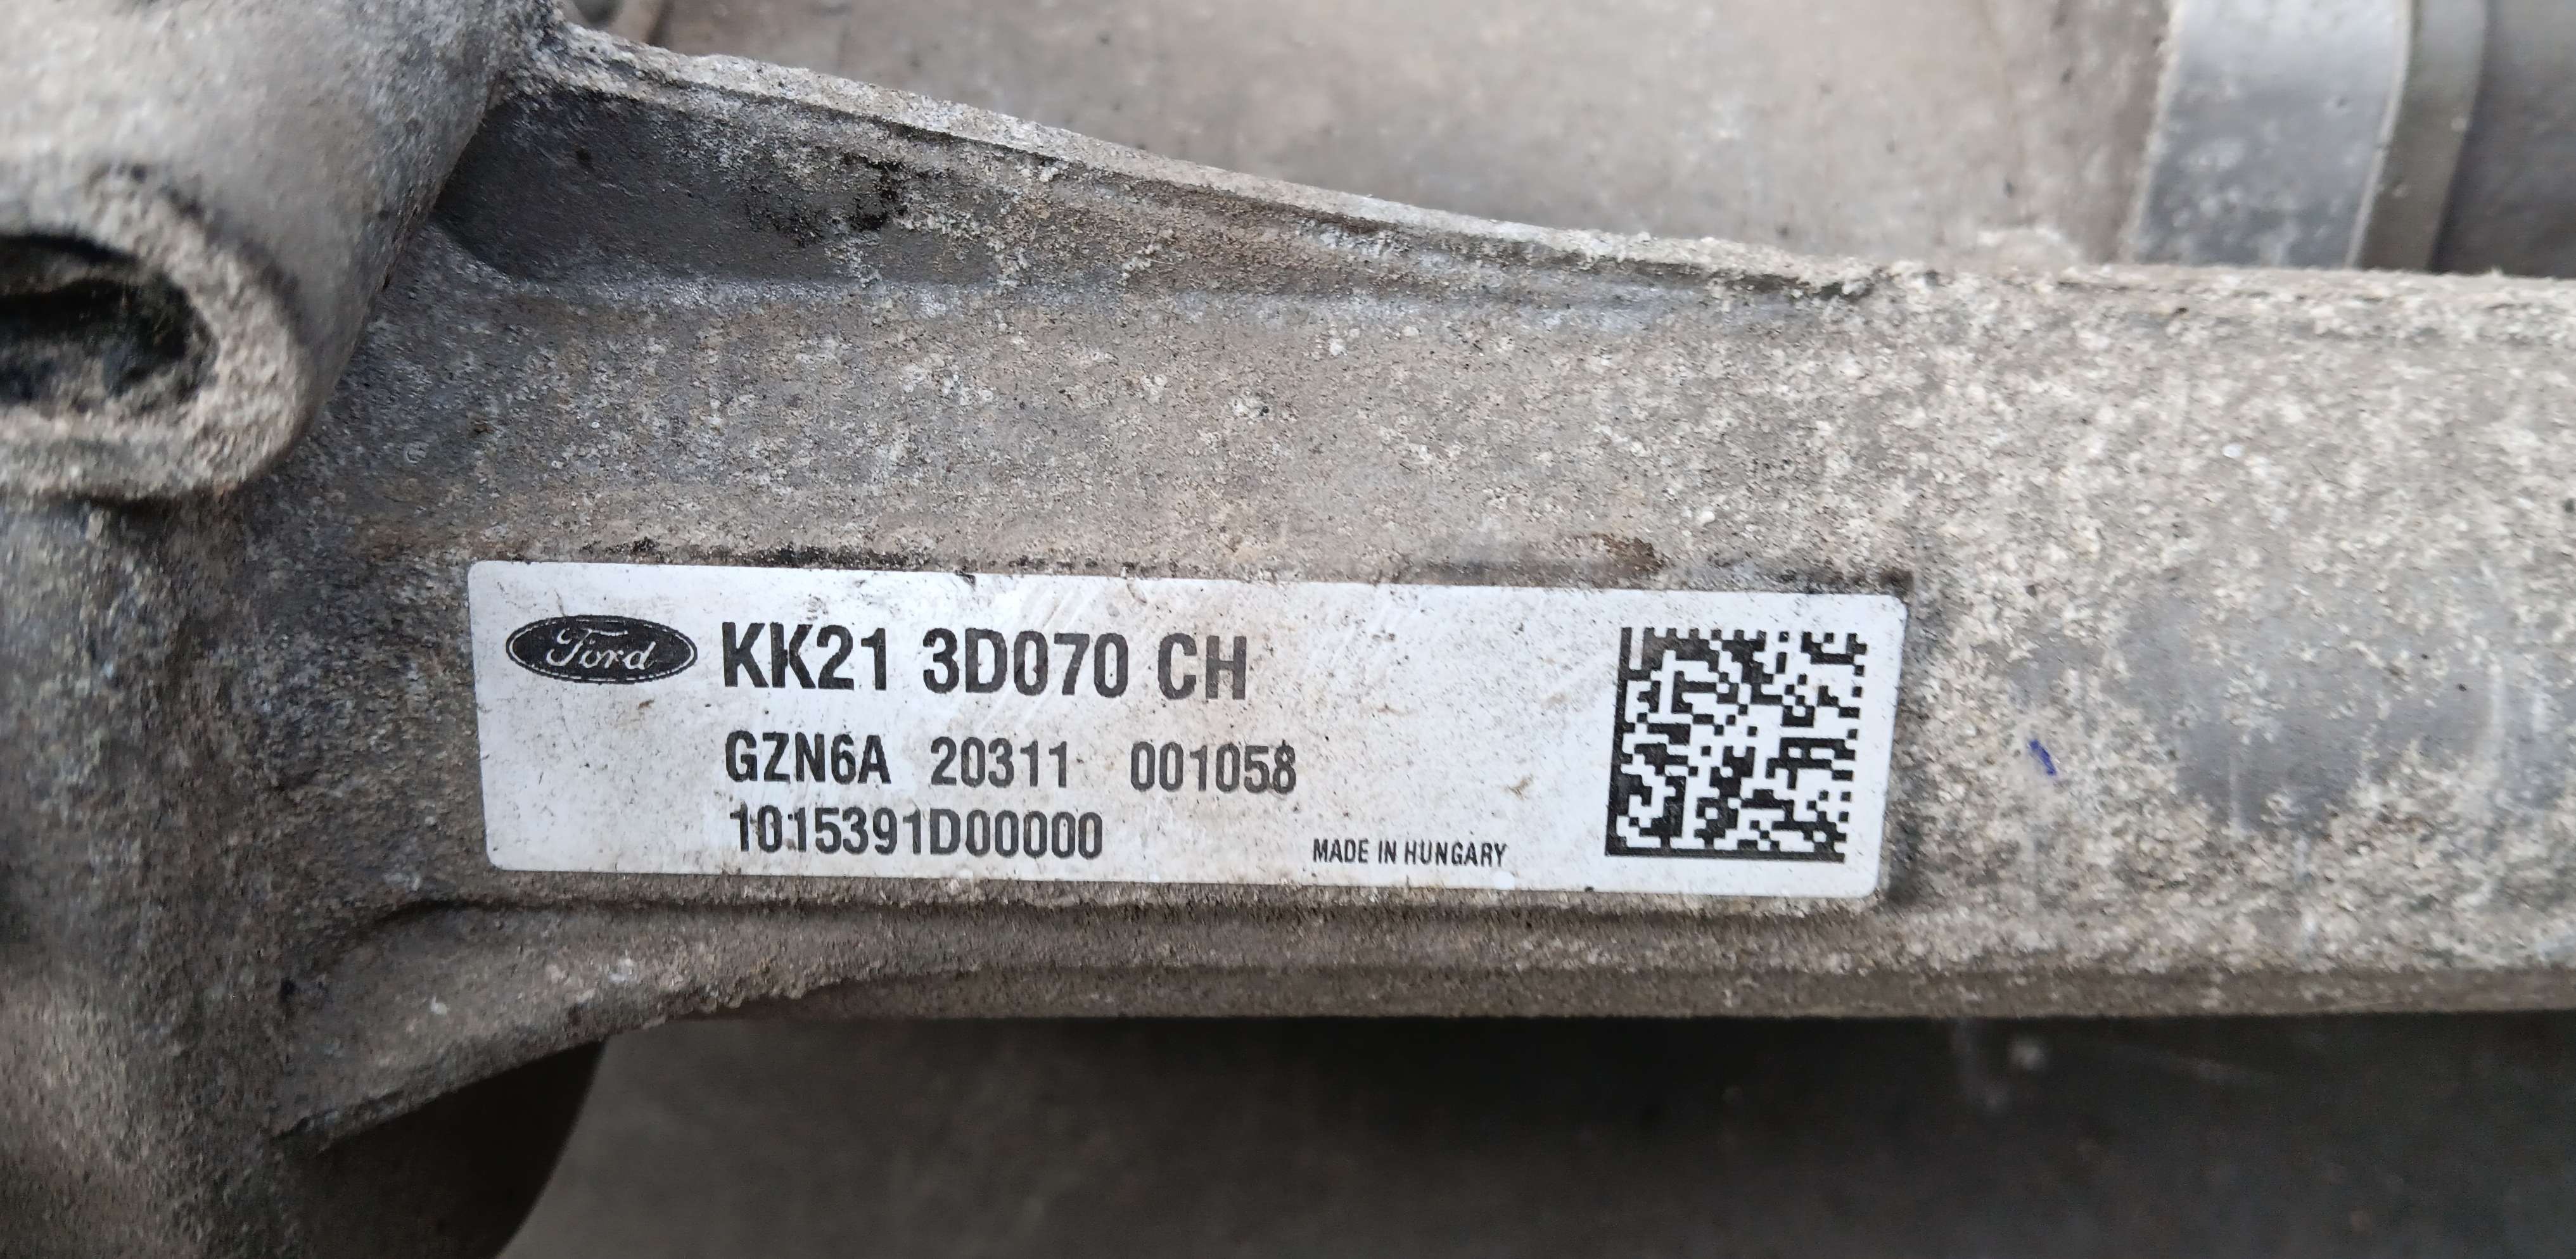 Ford KK21 3D070 CH
GZN6A 20311 001058
1015391D00000
MADE IN HUNGARY